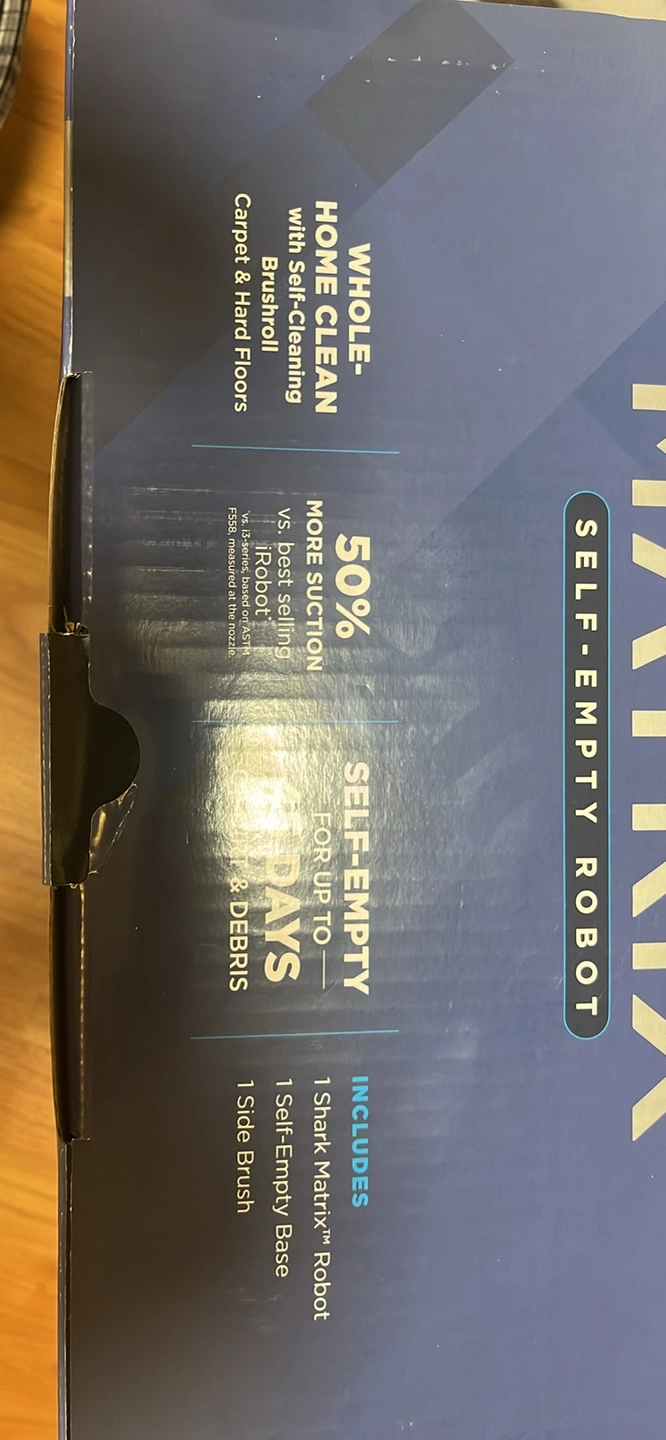 MATRIX
SELF-EMPTY ROBOT
WHOLE-
HOME CLEAN
with Self-Cleaning
Brushroll
Carpet & Hard Floors
50%
MORE SUCTION
vs. best selling
iRobot*
*vs. i3-series, based on ASTM
F558, measured at the nozzle.
SELF-EMPTY
FOR UP TO
DAYS
& DEBRIS
INCLUDES
1 Shark Matrix™ Robot
1 Self-Empty Base
1 Side Brush